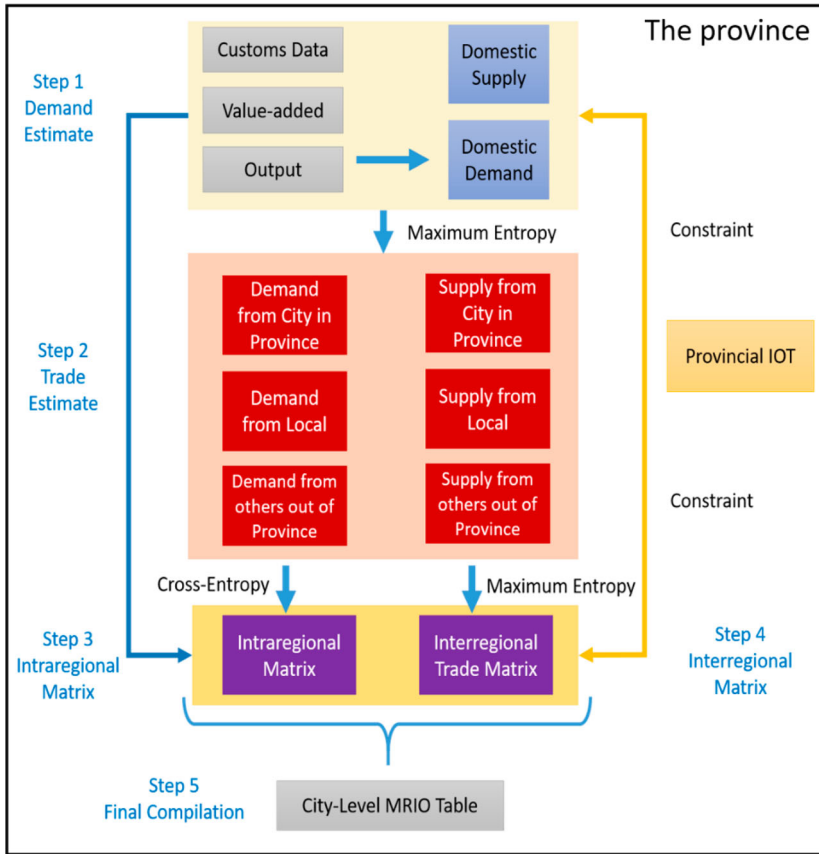 The province
Customs Data
Domestic
Supply
Step 1
Demand
Estimate
Value-added
Output
Domestic
Demand
Maximum Entropy
Constraint
Demand
from City in
Province
Supply from
City in
Province
Step 2
Trade
Estimate
Provincial IOT
Demand
from Local
Supply from
Local
Demand from
others out of
Province
Supply from
others out of
Province
Constraint
Cross-Entropy
Maximum Entropy
Step 3
Intraregional
Matrix
Intraregional
Matrix
Interregional
Trade Matrix
Step 4
Interregional
Matrix
Step 5
Final Compilation
City-Level MRIO Table